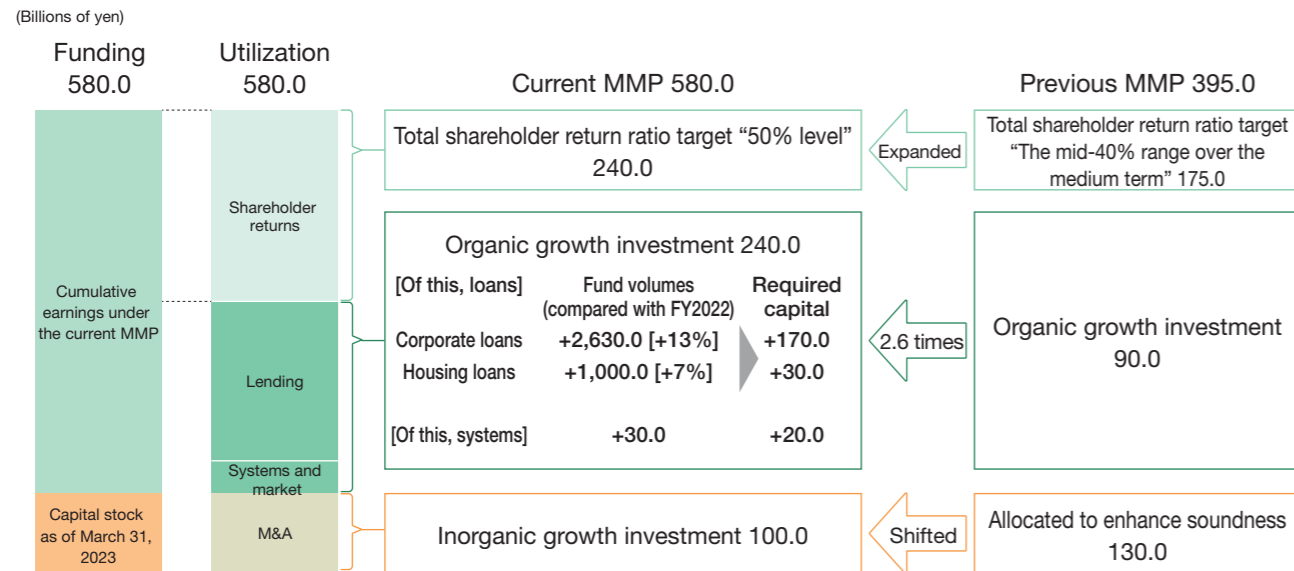 (Billions of yen)
Funding
580.0
Utilization
580.0
Current MMP 580.0
Previous MMP 395.0
Cumulative
earnings under
the current MMP
Capital stock
as of March 31,
2023
Shareholder
returns
Lending
Systems and
market
M&A
Total shareholder return ratio target “50% level”
240.0
Expanded
Total shareholder return ratio target
“The mid-40% range over the
medium term” 175.0
Organic growth investment 240.0
[Of this, loans] Fund volumes Required
(compared with FY2022) capital
Corporate loans +2,630.0 [+13%] +170.0
Housing loans +1,000.0 [+7%] +30.0
[Of this, systems] +30.0 +20.0
2.6 times
Organic growth investment
90.0
Inorganic growth investment 100.0
Shifted
Allocated to enhance soundness
130.0